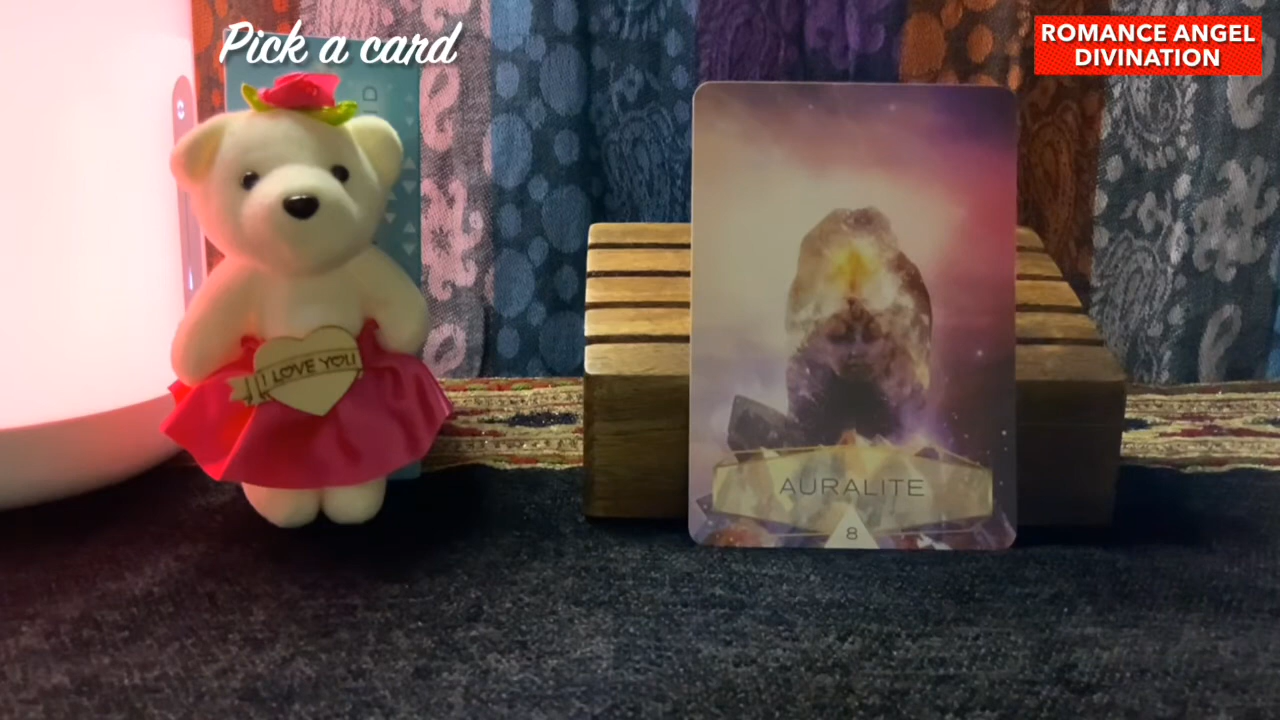 Pick a card
ROMANCE ANGEL
DIVINATION
I LOVE YOU
AURALITE
8